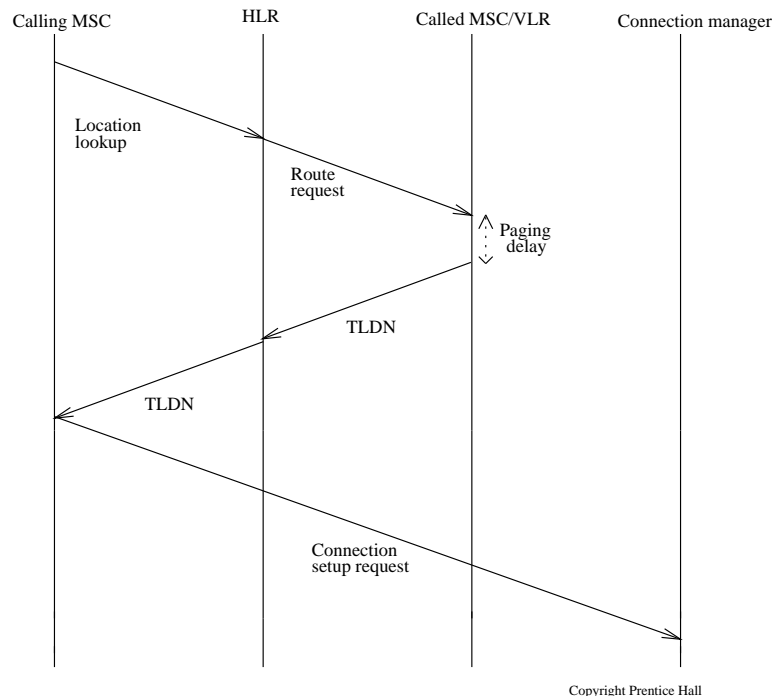 Calling MSC
HLR
Called MSC/VLR
Connection manager
Location
lookup
Route
request
Paging
delay
TLDN
TLDN
Connection
setup request
Copyright Prentice Hall